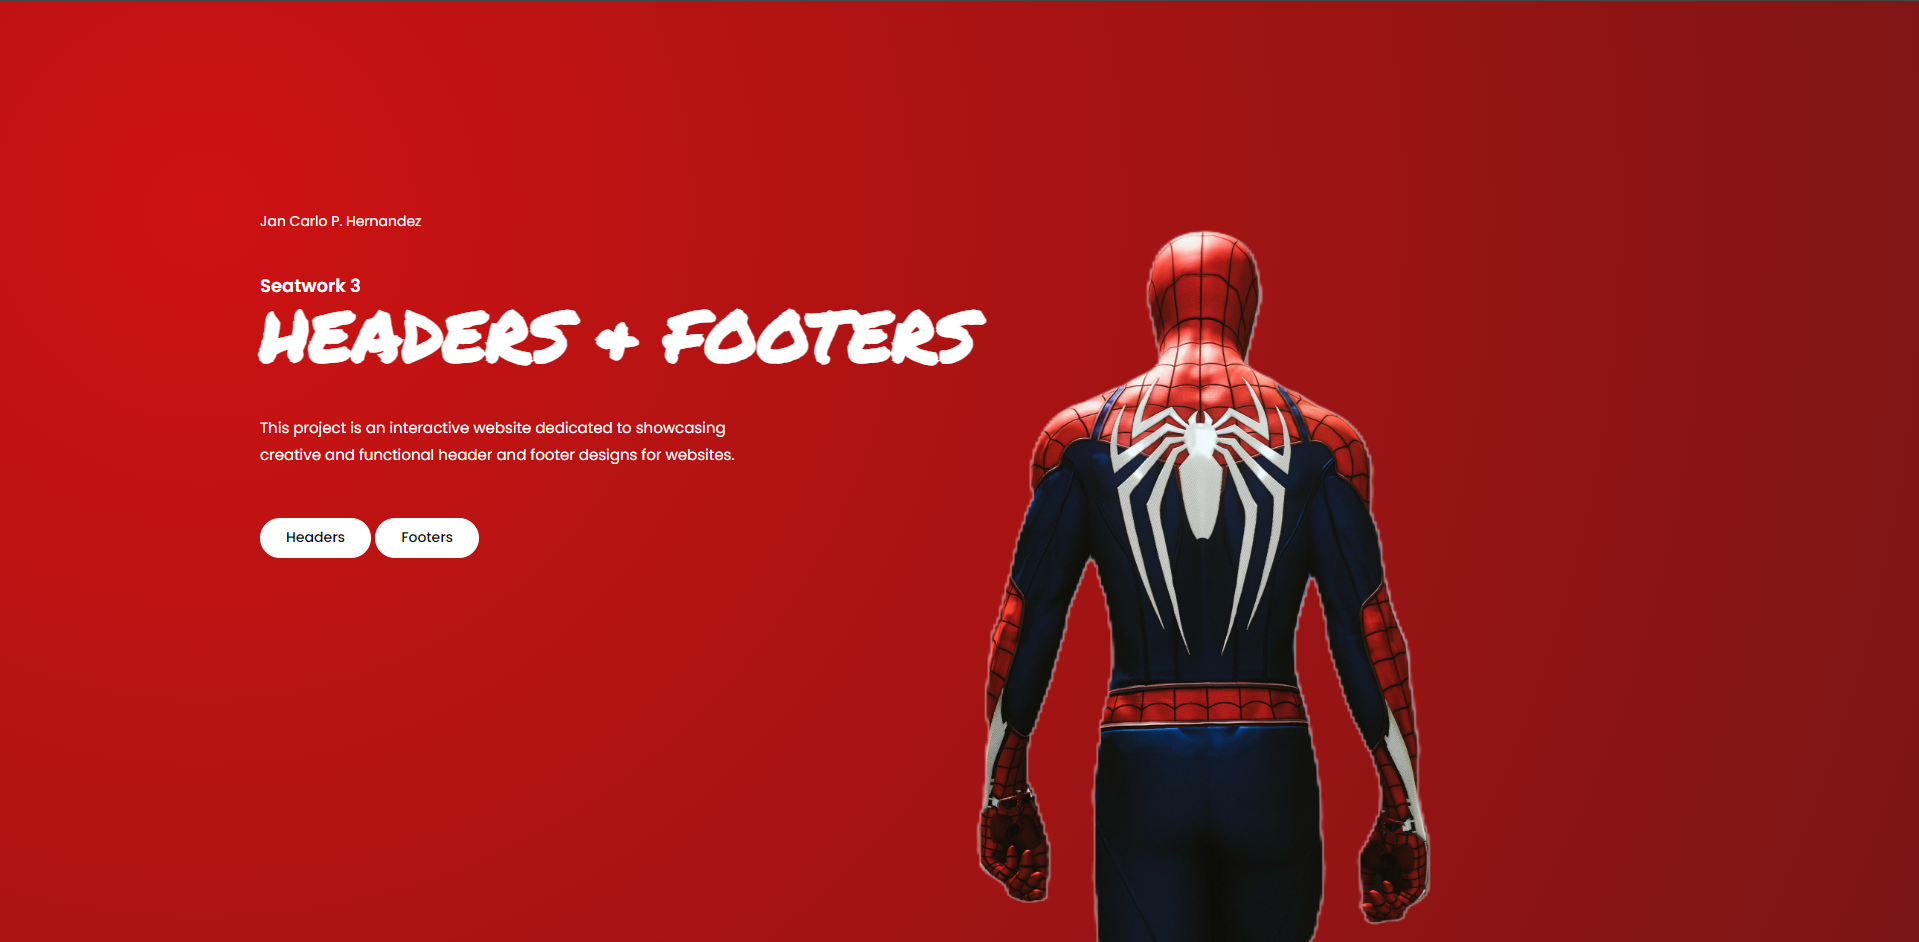 Jan Carlo P. Hernandez
Seatwork 3
HEADERS & FOOTERS
This project is an interactive website dedicated to showcasing
creative and functional header and footer designs for websites.
Headers Footers